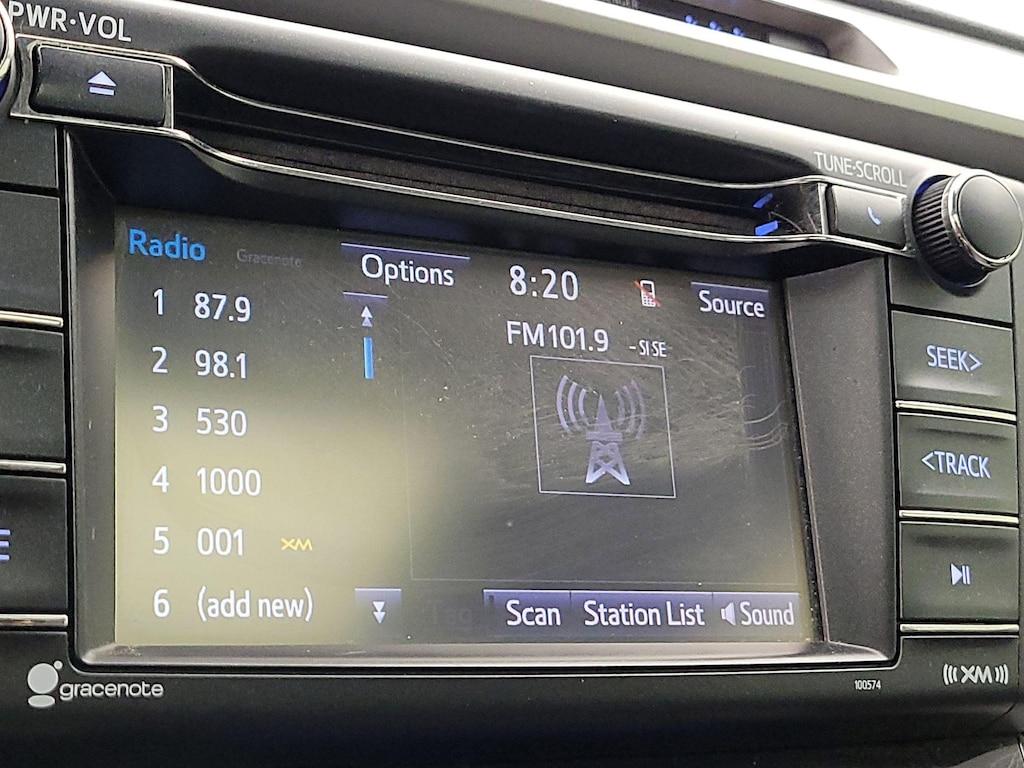 PWR·VOL
TUNE·SCROLL
Radio
Gracenote
Options
8:20
Source
1 87.9
FM101.9 -SI SE
2 98.1
3 530
4 1000
5 001 XM
6 (add new)
Tag
Scan
Station List
Sound
SEEK>
<TRACK
gracenote
100574
((( XM )))